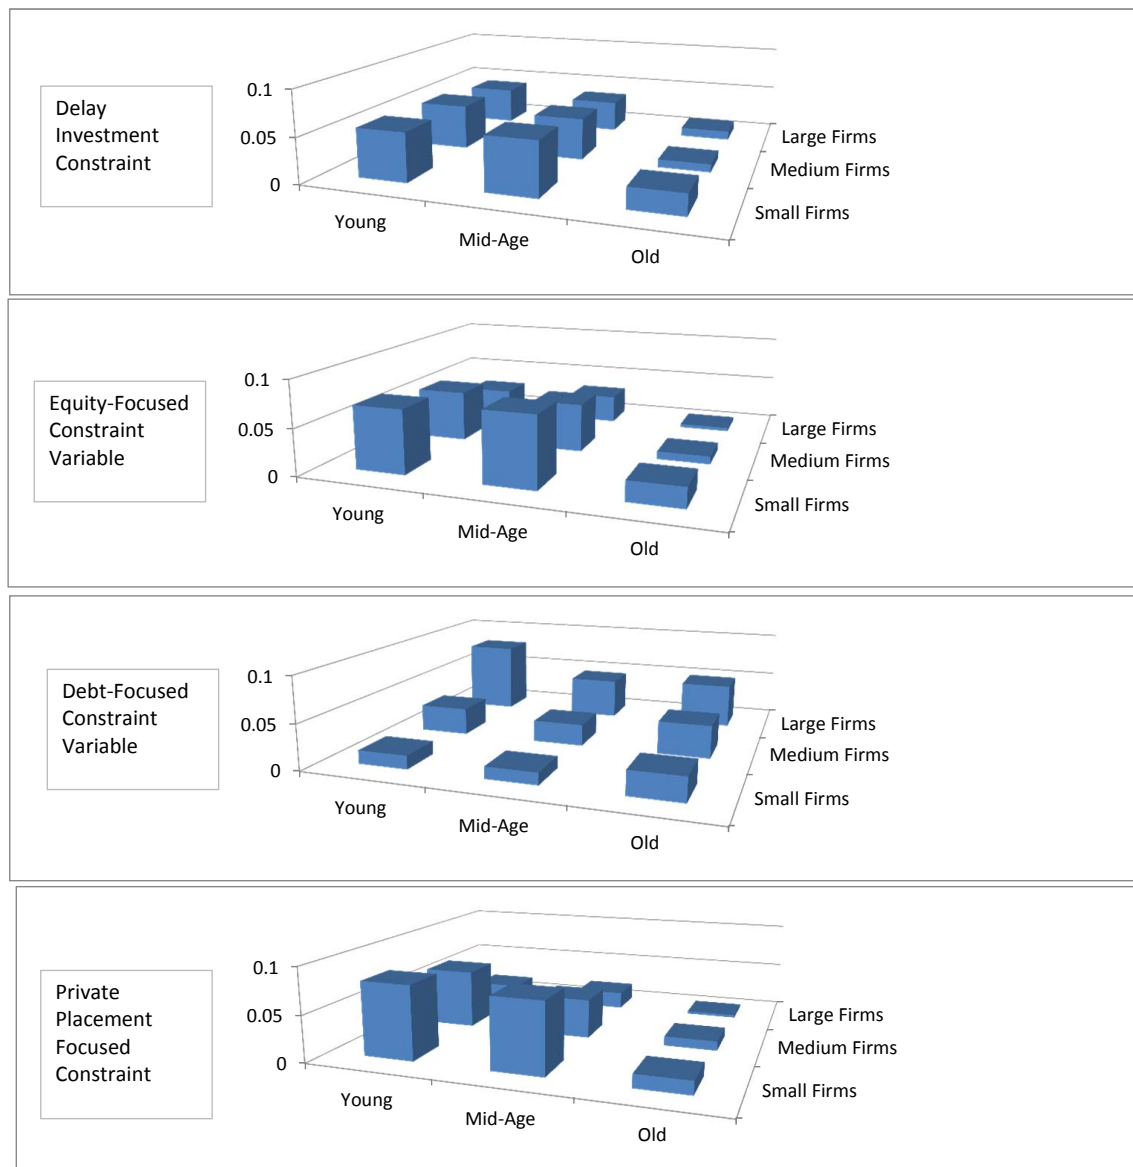 Delay
Investment
Constraint
0.1
0.05
0
Young
Mid-Age
Old
Large Firms
Medium Firms
Small Firms
Equity-Focused
Constraint
Variable
0.1
0.05
0
Young
Mid-Age
Old
Large Firms
Medium Firms
Small Firms
Debt-Focused
Constraint
Variable
0.1
0.05
0
Young
Mid-Age
Old
Large Firms
Medium Firms
Small Firms
Private
Placement
Focused
Constraint
0.1
0.05
0
Young
Mid-Age
Old
Large Firms
Medium Firms
Small Firms